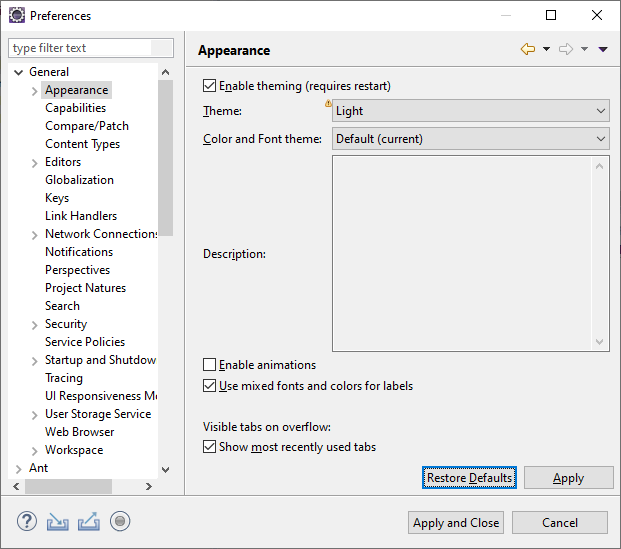 Preferences
type filter text
General
Appearance
Capabilities
Compare/Patch
Content Types
Editors
Globalization
Keys
Link Handlers
Network Connections
Notifications
Perspectives
Project Natures
Search
Security
Service Policies
Startup and Shutdow
Tracing
UI Responsiveness Mo
User Storage Service
Web Browser
Workspace
Ant
Appearance
Enable theming (requires restart)
Theme: Light
Color and Font theme: Default (current)
Description:
Enable animations
Use mixed fonts and colors for labels
Visible tabs on overflow:
Show most recently used tabs
Restore Defaults Apply
? Apply and Close Cancel